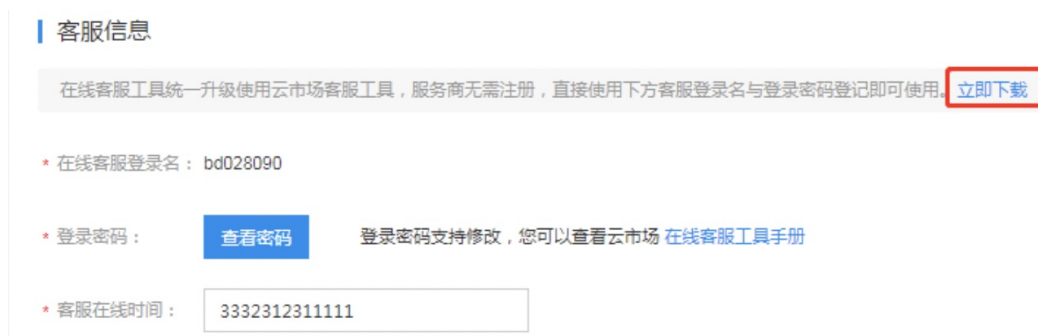 客服信息
在线客服工具统一升级使用云市场客服工具，服务商无需注册，直接使用下方客服登录名与登录密码登记即可使用。立即下载
* 在线客服登录名： bd028090
* 登录密码： 查看密码 登录密码支持修改，您可以查看云市场 在线客服工具手册
* 客服在线时间： 3332312311111